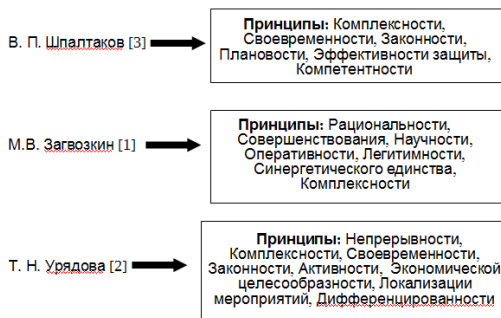 В. П. Шпалтаков [3]
Принципы: Комплексности,
Своевременности, Законности,
Плановости, Эффективности защиты,
Компетентности
М.В. Загвозкин [1]
Принципы: Рациональности,
Совершенствования, Научности,
Оперативности, Легитимности,
Синергетического единства,
Комплексности
Т. Н. Урядова [2]
Принципы: Непрерывности,
Комплексности, Своевременности,
Законности, Активности, Экономической
целесообразности, Локализации
мероприятий, Дифференцированности